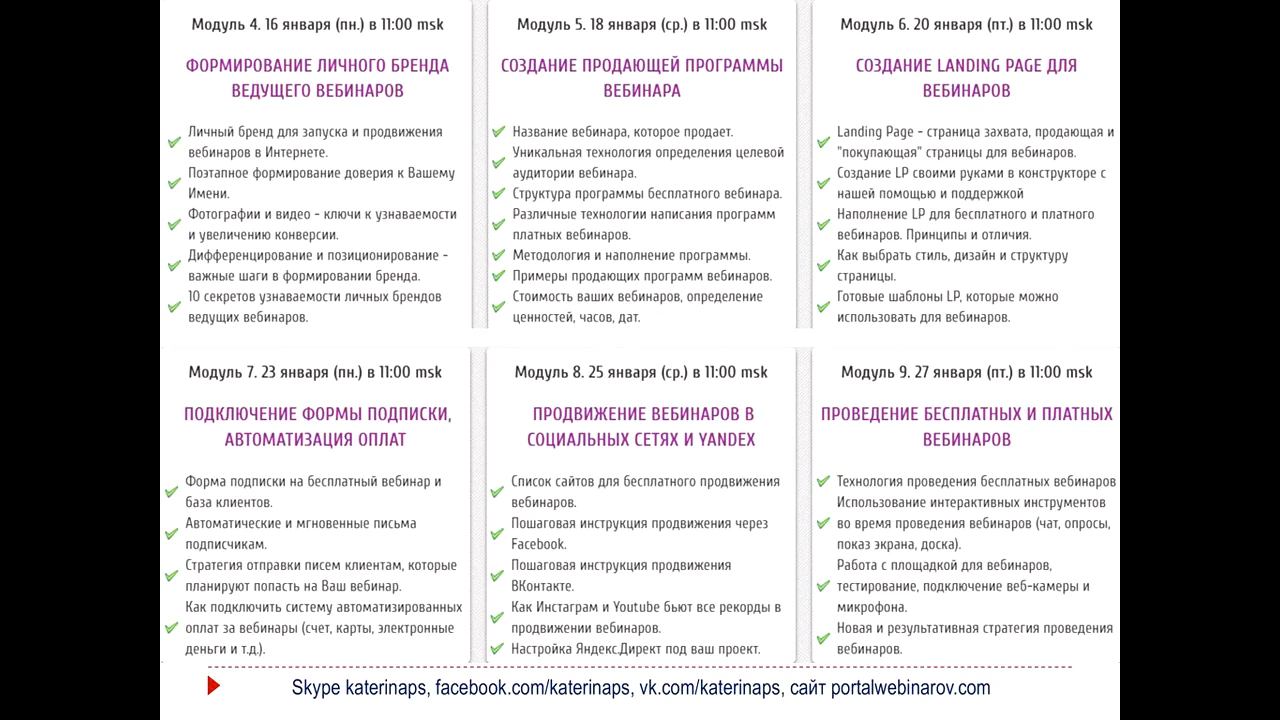 Модуль 4. 16 января (пн.) в 11:00 msk
ФОРМИРОВАНИЕ ЛИЧНОГО БРЕНДА
ВЕДУЩЕГО ВЕБИНАРОВ
Личный бренд для запуска и продвижения
вебинаров в Интернете.
Поэтапное формирование доверия к Вашему
Имени.
Фотографии и видео - ключи к узнаваемости
и увеличению конверсии.
Дифференцирование и позиционирование -
важные шаги в формировании бренда.
10 секретов узнаваемости личных брендов
ведущих вебинаров.
Модуль 5. 18 января (ср.) в 11:00 msk
СОЗДАНИЕ ПРОДАЮЩЕЙ ПРОГРАММЫ
ВЕБИНАРА
Название вебинара, которое продает.
Уникальная технология определения целевой
аудитории вебинара.
Структура программы бесплатного вебинара.
Различные технологии написания программ
платных вебинаров.
Методология и наполнение программы.
Примеры продающих программ вебинаров.
Стоимость ваших вебинаров, определение
ценностей, часов, дат.
Модуль 6. 20 января (пт.) в 11:00 msk
СОЗДАНИЕ LANDING PAGE ДЛЯ
ВЕБИНАРОВ
Landing Page - страница захвата, продающая и
"покупающая" страницы для вебинаров.
Создание LP своими руками в конструкторе с
нашей помощью и поддержкой
Наполнение LP для бесплатного и платного
вебинаров. Принципы и отличия.
Как выбрать стиль, дизайн и структуру
страницы.
Готовые шаблоны LP, которые можно
использовать для вебинаров.
Модуль 7. 23 января (пн.) в 11:00 msk
ПОДКЛЮЧЕНИЕ ФОРМЫ ПОДПИСКИ,
АВТОМАТИЗАЦИЯ ОПЛАТ
Форма подписки на бесплатный вебинар и
база клиентов.
Автоматические и мгновенные письма
подписчикам.
Стратегия отправки писем клиентам, которые
планируют попасть на Ваш вебинар.
Как подключить систему автоматизированных
оплат за вебинары (счет, карты, электронные
деньги и т.д.).
Модуль 8. 25 января (ср.) в 11:00 msk
ПРОДВИЖЕНИЕ ВЕБИНАРОВ В
СОЦИАЛЬНЫХ СЕТЯХ И YANDEX
Список сайтов для бесплатного продвижения
вебинаров.
Пошаговая инструкция продвижения через
Facebook.
Пошаговая инструкция продвижения
ВКонтакте.
Как Инстаграм и Youtube бьют все рекорды в
продвижении вебинаров.
Настройка Яндекс.Директ под ваш проект.
Модуль 9. 27 января (пт.) в 11:00 msk
ПРОВЕДЕНИЕ БЕСПЛАТНЫХ И ПЛАТНЫХ
ВЕБИНАРОВ
Технология проведения бесплатных вебинаров
Использование интерактивных инструментов
во время проведения вебинаров (чат, опросы,
показ экрана, доска).
Работа с площадкой для вебинаров,
тестирование, подключение веб-камеры и
микрофона.
Новая и результативная стратегия проведения
вебинаров.
Skype katerinaps, facebook.com/katerinaps, vk.com/katerinaps, сайт portalwebinarov.com